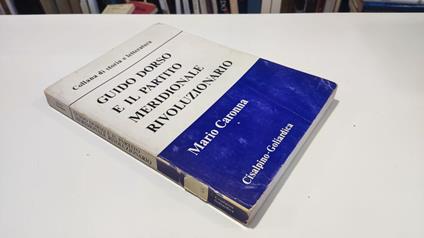 Collana di storia e letteratura
GUIDO DORSO
E IL PARTITO
MERIDIONALE
RIVOLUZIONARIO
Mario Caronna
Cisalpino-Goliardica